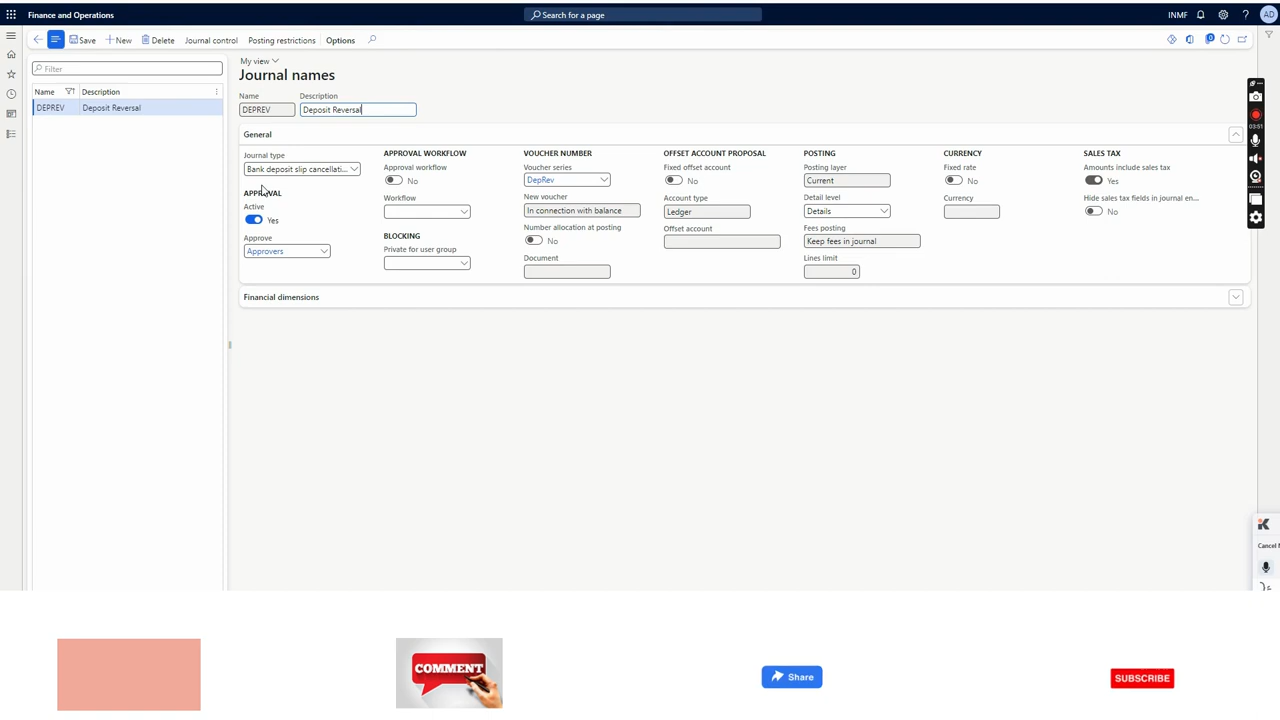 Finance and Operations
Search for a page
INMF
?
AD
Save
New
Delete
Journal control
Posting restrictions
Options
Filter
Name
Description
DEPREV
Deposit Reversal
My view
Journal names
Name
Description
DEPREV
Deposit Reversal
General
Journal type
Bank deposit slip cancellati...
APPROVAL
Active
Yes
Approve
Approvers
APPROVAL WORKFLOW
Approval workflow
No
Workflow
BLOCKING
Private for user group
VOUCHER NUMBER
Voucher series
DepRev
New voucher
In connection with balance
Number allocation at posting
No
Document
OFFSET ACCOUNT PROPOSAL
Fixed offset account
No
Account type
Ledger
Offset account
POSTING
Posting layer
Current
Detail level
Details
Fees posting
Keep fees in journal
Lines limit
0
CURRENCY
Fixed rate
No
Currency
SALES TAX
Amounts include sales tax
Yes
Hide sales tax fields in journal en...
No
Financial dimensions
03:51
Cancel
COMMENT
Share
SUBSCRIBE